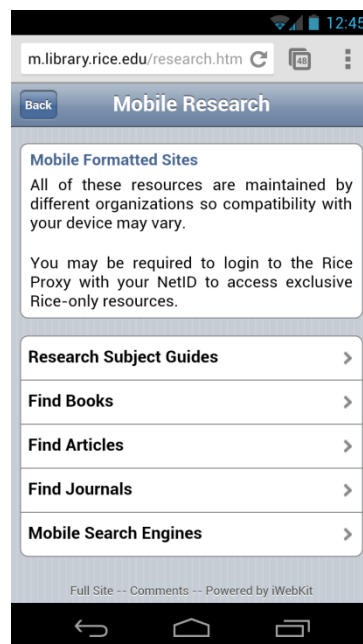 12:45
m.library.rice.edu/research.htm
48
Back
Mobile Research
Mobile Formatted Sites
All of these resources are maintained by
different organizations so compatibility with
your device may vary.
You may be required to login to the Rice
Proxy with your NetID to access exclusive
Rice-only resources.
Research Subject Guides
Find Books
Find Articles
Find Journals
Mobile Search Engines
Full Site -- Comments -- Powered by iWebKit